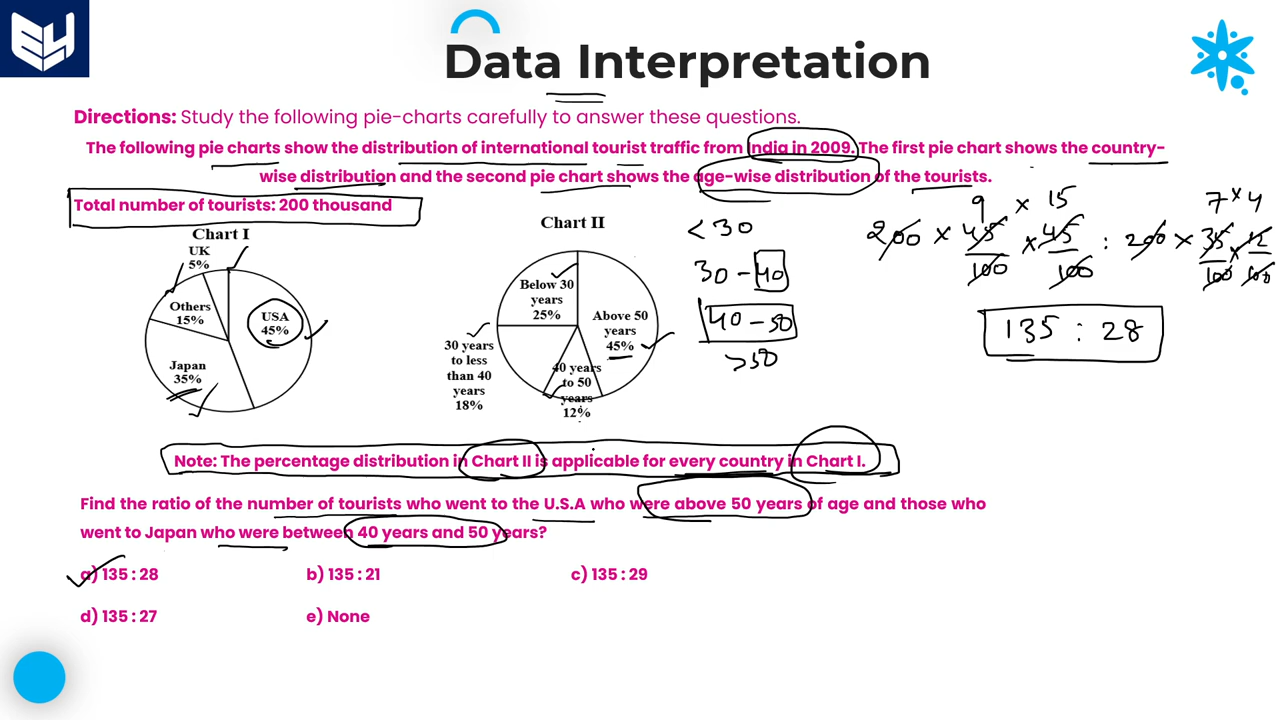 Data Interpretation
Directions: Study the following pie-charts carefully to answer these questions.
The following pie charts show the distribution of international tourist traffic from India in 2009. The first pie chart shows the country-
wise distribution and the second pie chart shows the age-wise distribution of the tourists.
Total number of tourists: 200 thousand
Chart I
UK
5%
Others
15%
USA
45%
Japan
35%
Chart II
Below 30
years
25%
Above 50
years
45%
30 years
to less
than 40
years
18%
40 years
to 50
years
12%
<30
30 - 40
40 - 50
>50
9 × 15 7 × 4
200 × 45/100 × 45/100 : 200 × 35/100 × 12/100
135 : 28
Note: The percentage distribution in Chart II is applicable for every country in Chart I.
Find the ratio of the number of tourists who went to the U.S.A who were above 50 years of age and those who
went to Japan who were between 40 years and 50 years?
a) 135 : 28 b) 135 : 21 c) 135 : 29
d) 135 : 27 e) None